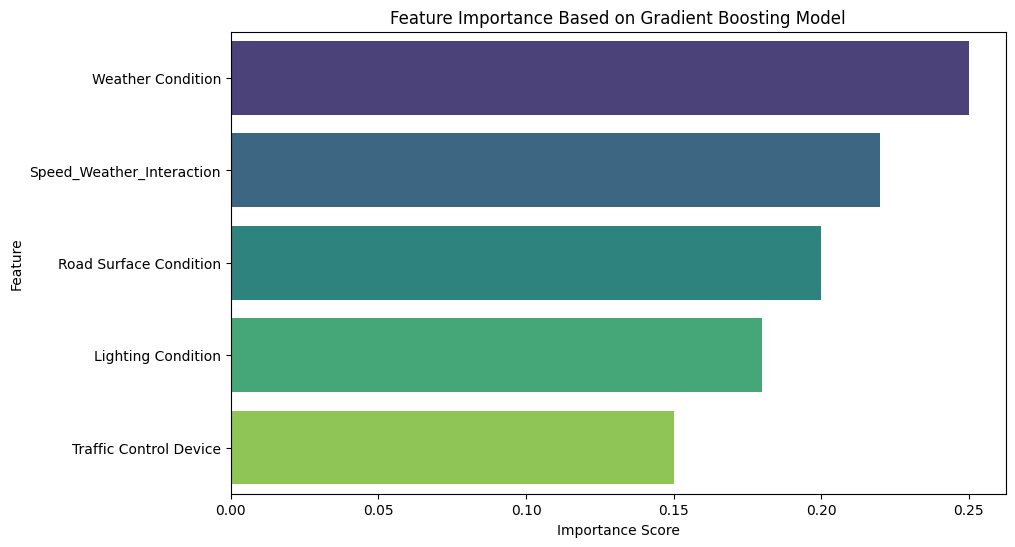 Feature Importance Based on Gradient Boosting Model
Weather Condition
Speed_Weather_Interaction
Road Surface Condition
Lighting Condition
Traffic Control Device
Feature
0.00 0.05 0.10 0.15 0.20 0.25
Importance Score